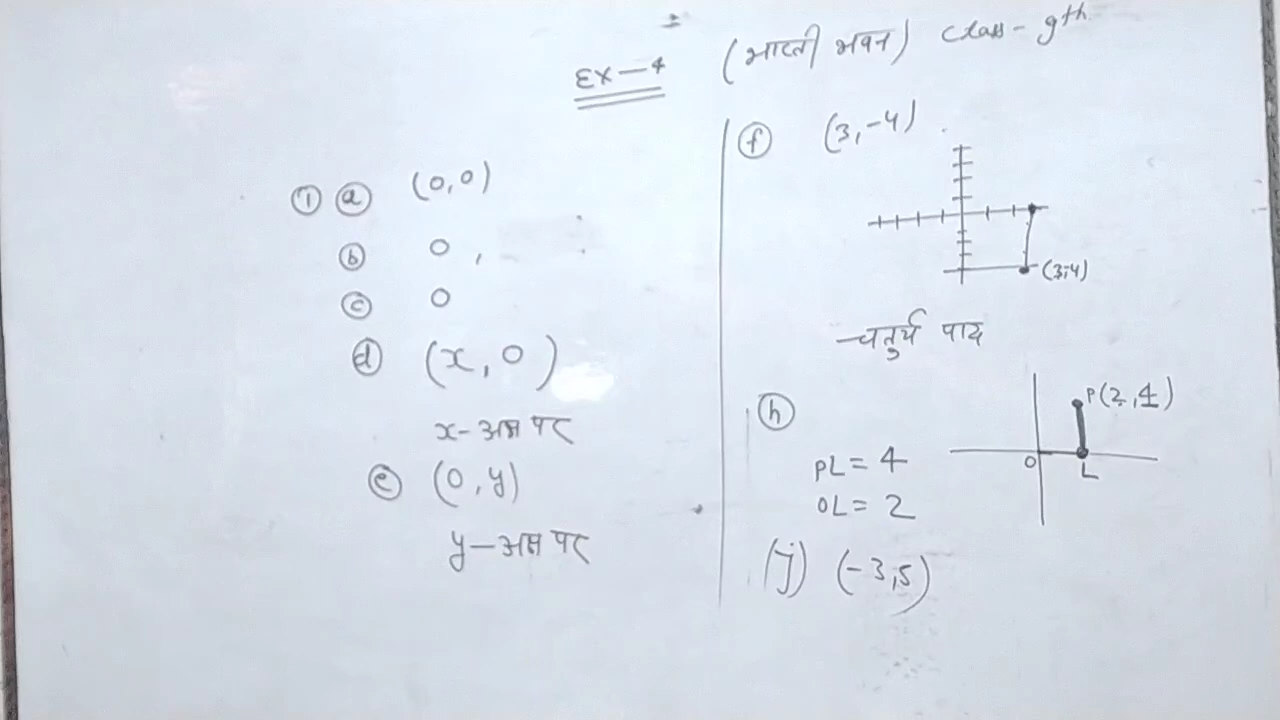 Ex-4 (भारती भवन) Class-9th
① ⓐ (0,0)
ⓑ 0,
ⓒ 0
ⓓ (x,0)
x-अक्ष पर
ⓔ (0,y)
y-अक्ष पर
ⓕ (3,-4)
(3,-4)
चतुर्थ पाद
ⓗ
P(2,4)
O
L
PL=4
OL=2
(j) (-3,5)